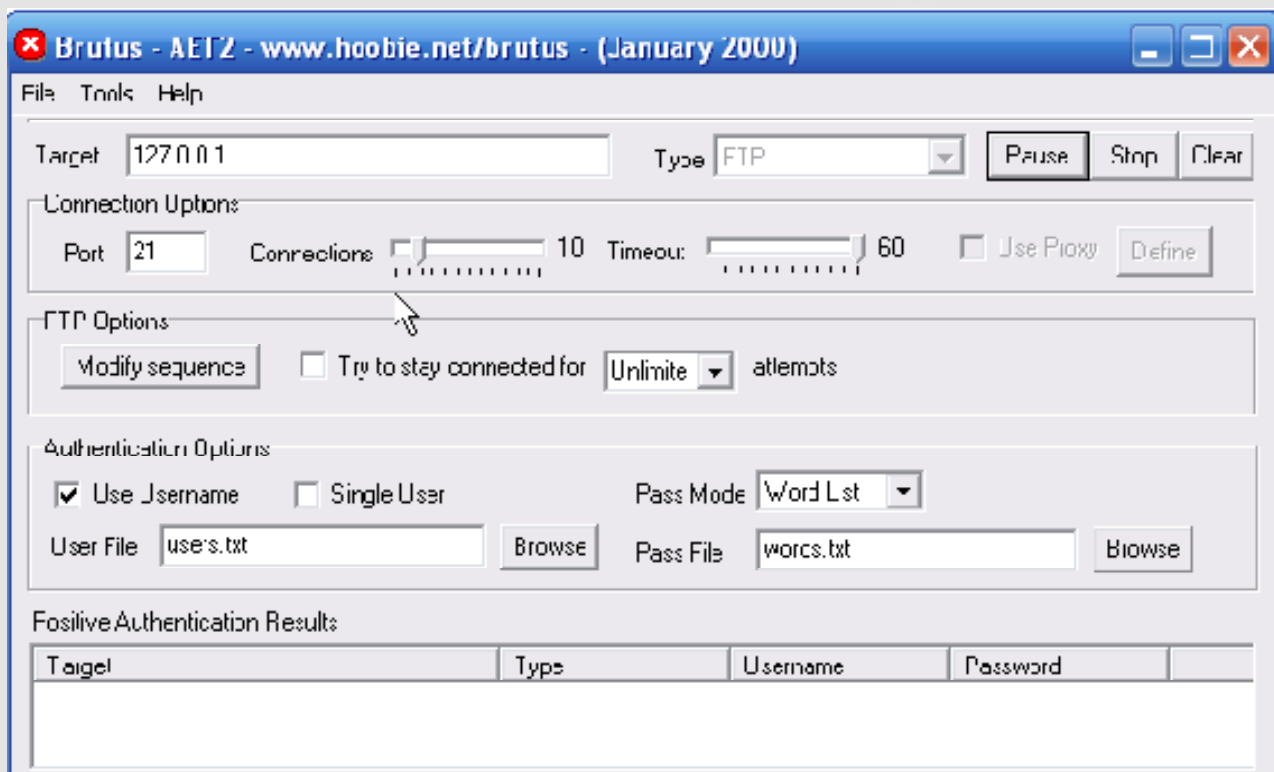 Brutus - AET2 - www.hoobie.net/brutus - (January 2000)
File Tools Help
Target 127.0.0.1 Type FTP Pause Stop Clear
Connection Options
Port 21 Connections 10 Timeout 60 Use Proxy Define
FTP Options
Modify sequence Try to stay connected for Unlimite attempts
Authentication Options
Use Username Single User Pass Mode Word List
User File users.txt Browse Pass File words.txt Browse
Positive Authentication Results
Target Type Username Password